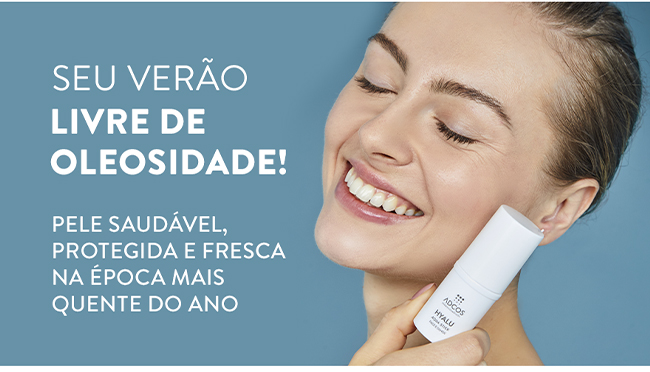 SEU VERÃO
LIVRE DE
OLEOSIDADE!
PELE SAUDÁVEL,
PROTEGIDA E FRESCA
NA ÉPOCA MAIS
QUENTE DO ANO
ADCOS
HYALU